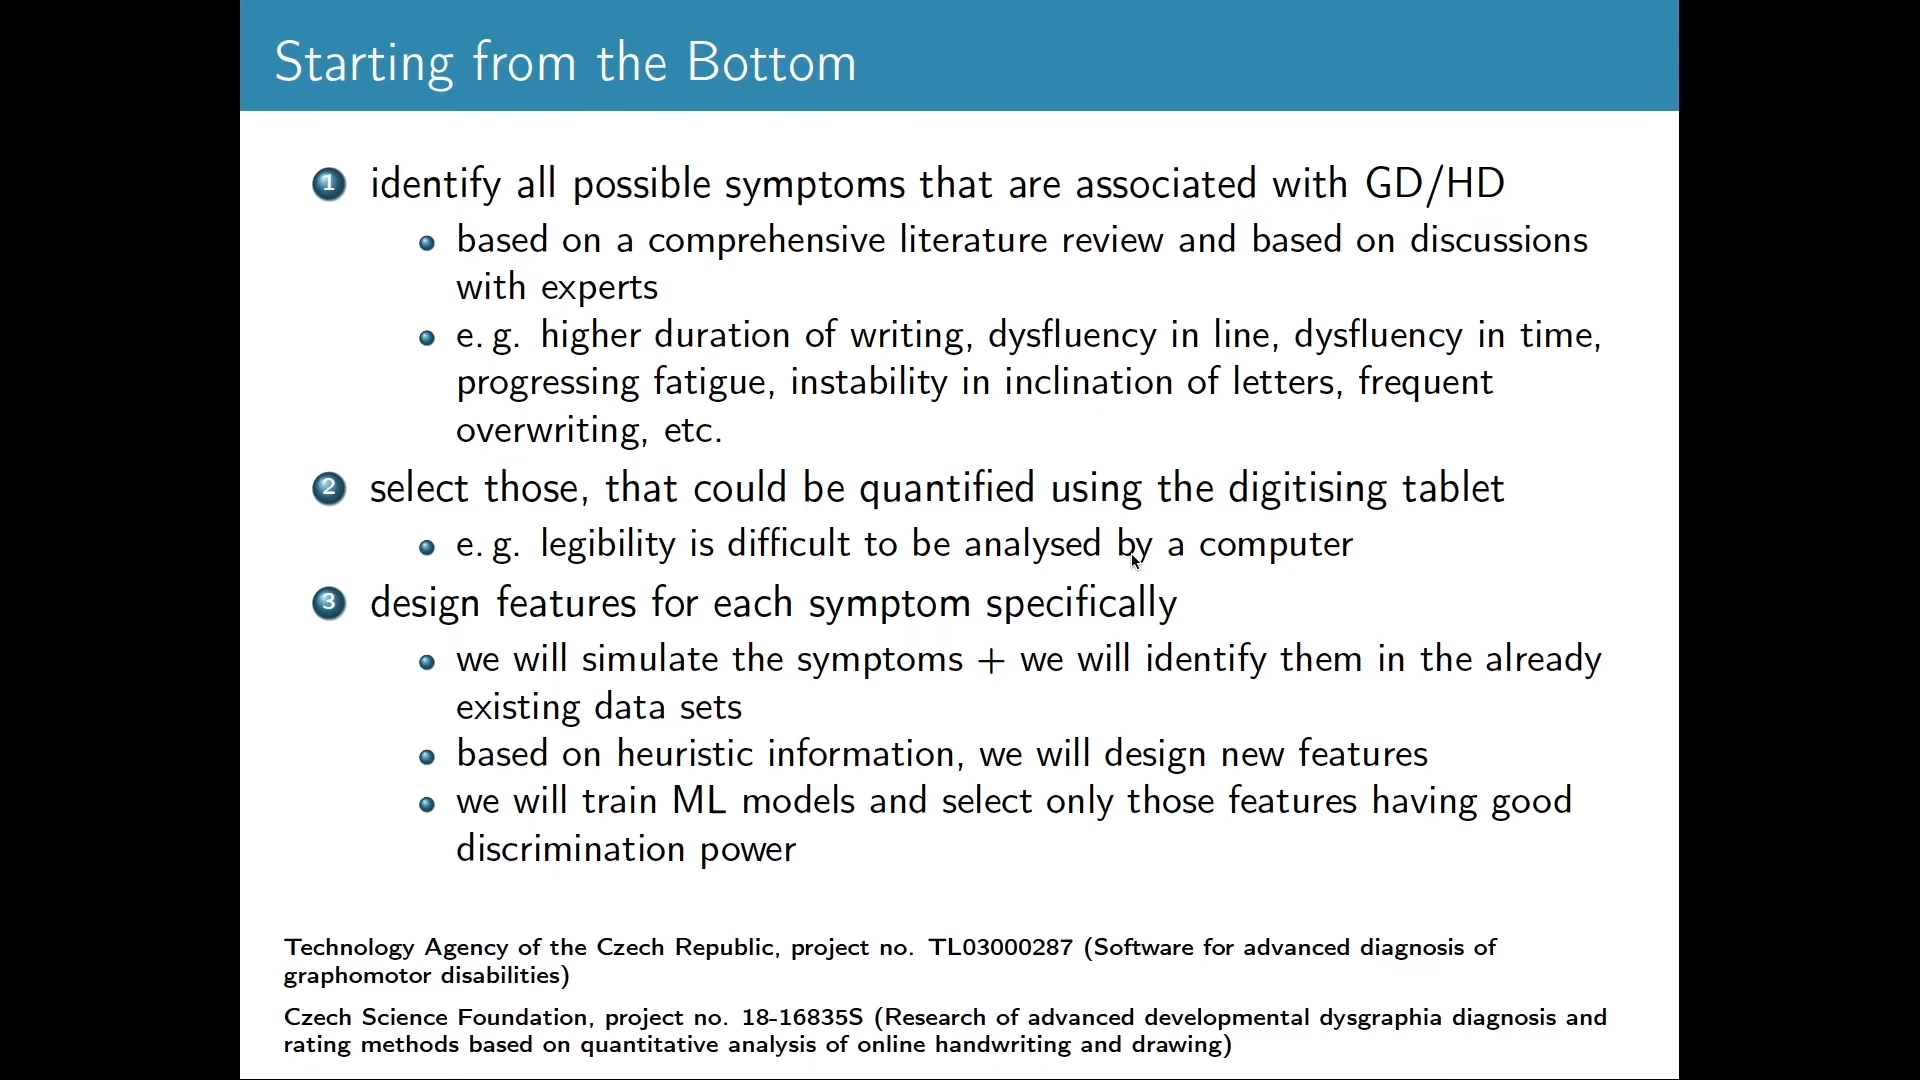 Starting from the Bottom
1 identify all possible symptoms that are associated with GD/HD
based on a comprehensive literature review and based on discussions
with experts
e. g. higher duration of writing, dysfluency in line, dysfluency in time,
progressing fatigue, instability in inclination of letters, frequent
overwriting, etc.
2 select those, that could be quantified using the digitising tablet
e. g. legibility is difficult to be analysed by a computer
3 design features for each symptom specifically
we will simulate the symptoms + we will identify them in the already
existing data sets
based on heuristic information, we will design new features
we will train ML models and select only those features having good
discrimination power
Technology Agency of the Czech Republic, project no. TL03000287 (Software for advanced diagnosis of
graphomotor disabilities)
Czech Science Foundation, project no. 18-16835S (Research of advanced developmental dysgraphia diagnosis and
rating methods based on quantitative analysis of online handwriting and drawing)